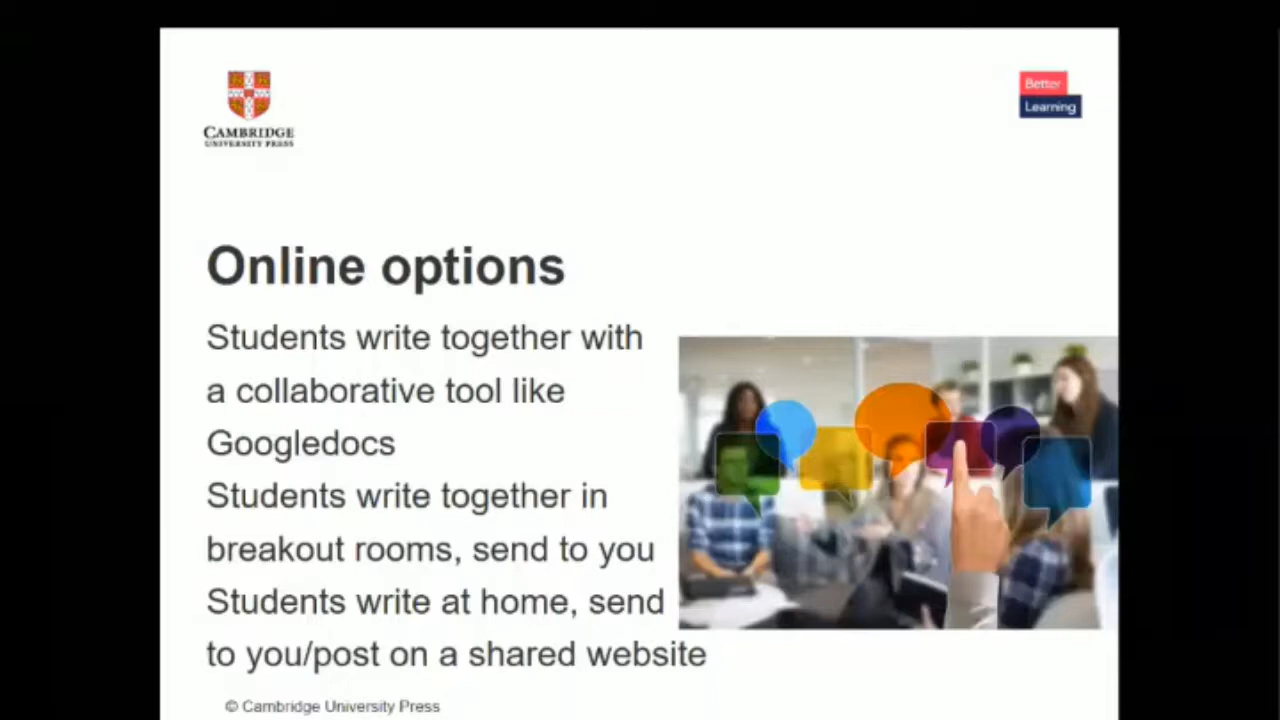 CAMBRIDGE
UNIVERSITY PRESS
Better
Learning
Online options
Students write together with
a collaborative tool like
Googledocs
Students write together in
breakout rooms, send to you
Students write at home, send
to you/post on a shared website
© Cambridge University Press